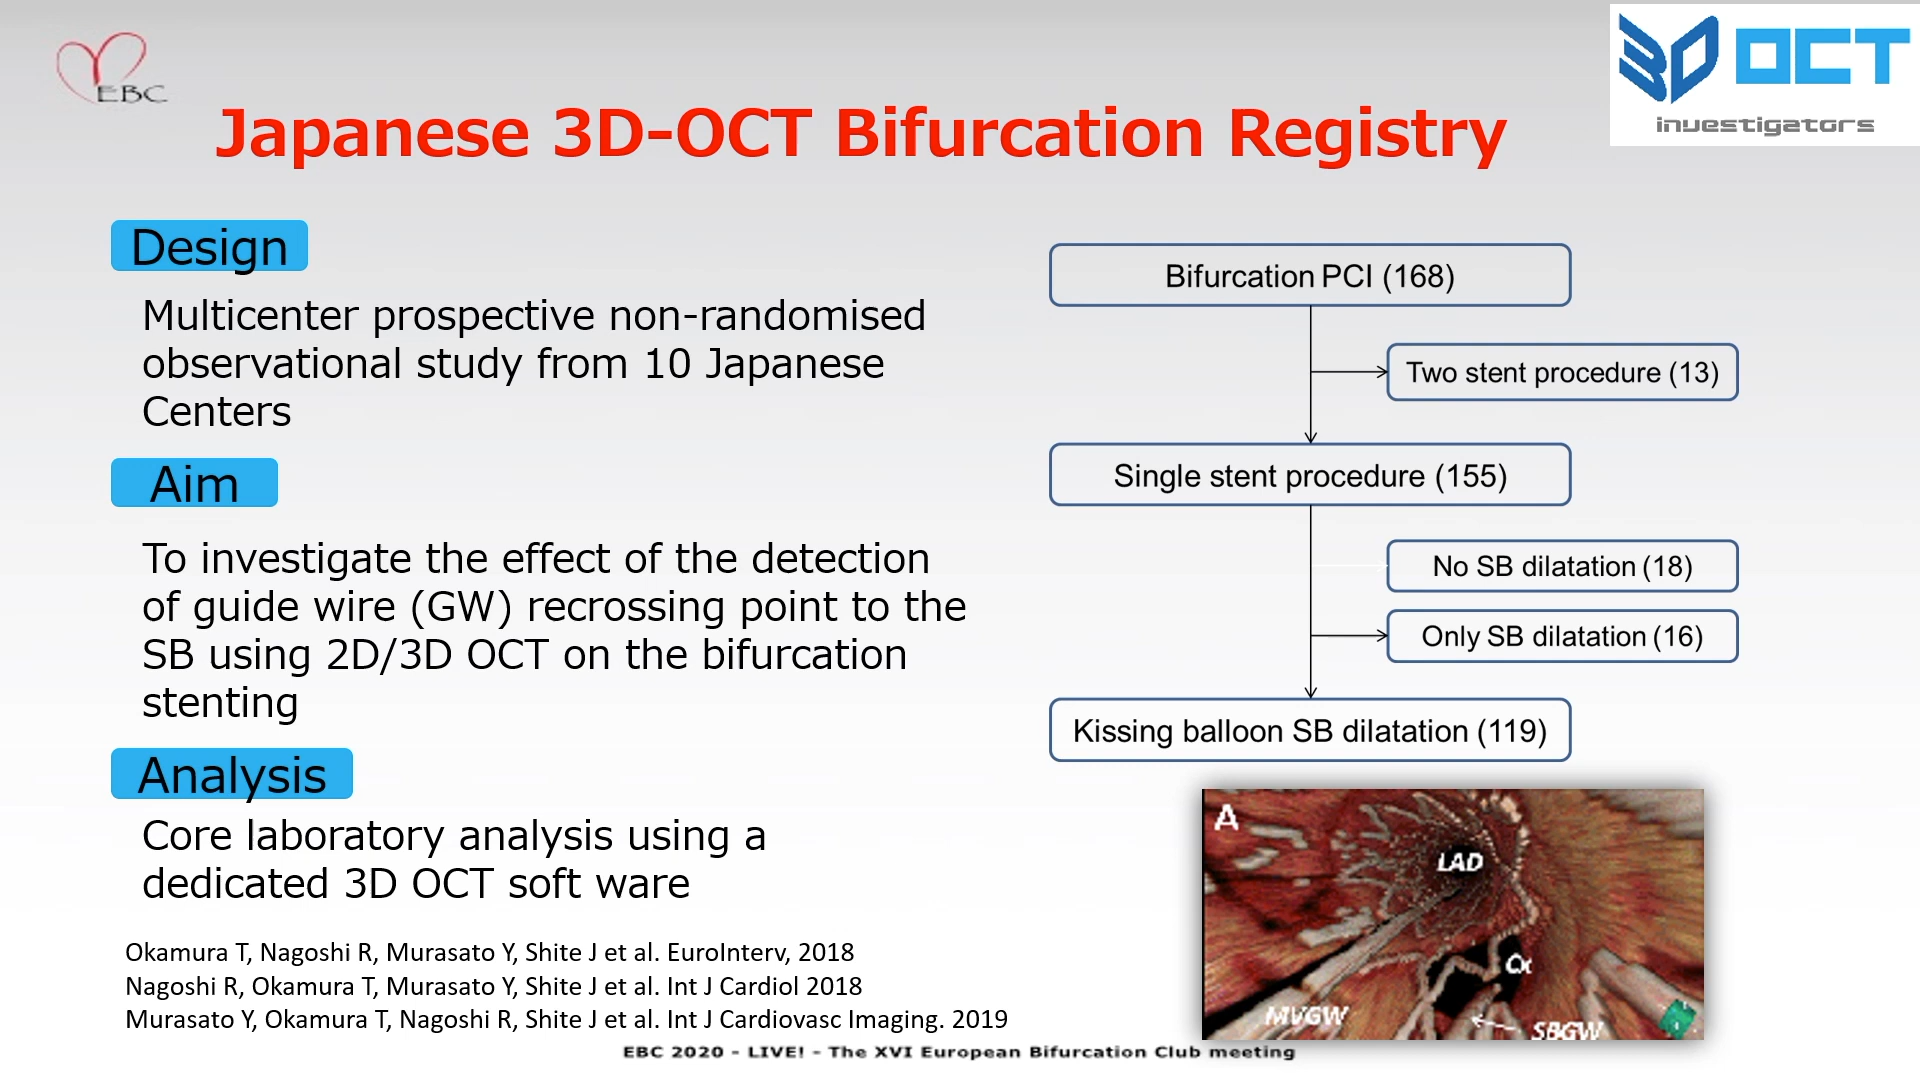 EBC
3D OCT
investigators
Japanese 3D-OCT Bifurcation Registry
Design
Multicenter prospective non-randomised
observational study from 10 Japanese
Centers
Aim
To investigate the effect of the detection
of guide wire (GW) recrossing point to the
SB using 2D/3D OCT on the bifurcation
stenting
Analysis
Core laboratory analysis using a
dedicated 3D OCT soft ware
Okamura T, Nagoshi R, Murasato Y, Shite J et al. EuroInterv, 2018
Nagoshi R, Okamura T, Murasato Y, Shite J et al. Int J Cardiol 2018
Murasato Y, Okamura T, Nagoshi R, Shite J et al. Int J Cardiovasc Imaging. 2019
Bifurcation PCI (168)
Two stent procedure (13)
Single stent procedure (155)
No SB dilatation (18)
Only SB dilatation (16)
Kissing balloon SB dilatation (119)
A
LAD
Cx
MVGW
SBGW
EBC 2020 - LIVE! - The XVI European Bifurcation Club meeting